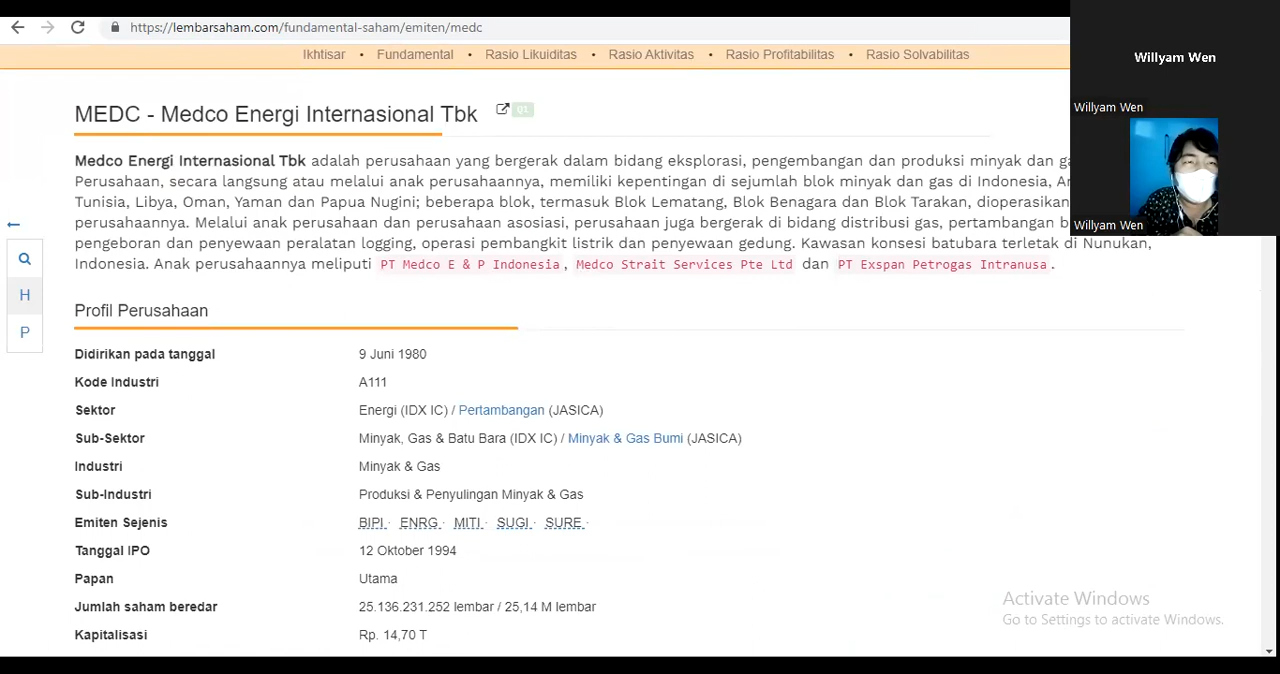 https://lembarsaham.com/fundamental-saham/emiten/medc
Ikhtisar • Fundamental • Rasio Likuiditas • Rasio Aktivitas • Rasio Profitabilitas • Rasio Solvabilitas
Willyam Wen
Willyam Wen
Willyam Wen
MEDC - Medco Energi Internasional Tbk Q1
Medco Energi Internasional Tbk adalah perusahaan yang bergerak dalam bidang eksplorasi, pengembangan dan produksi minyak dan
Perusahaan, secara langsung atau melalui anak perusahaannya, memiliki kepentingan di sejumlah blok minyak dan gas di Indonesia,
Tunisia, Libya, Oman, Yaman dan Papua Nugini; beberapa blok, termasuk Blok Lematang, Blok Benagara dan Blok Tarakan, dioperasikan
perusahaannya. Melalui anak perusahaan dan perusahaan asosiasi, perusahaan juga bergerak di bidang distribusi gas, pertambangan
pengeboran dan penyewaan peralatan logging, operasi pembangkit listrik dan penyewaan gedung. Kawasan konsesi batubara terletak di Nunukan,
Indonesia. Anak perusahaannya meliputi PT Medco E & P Indonesia, Medco Strait Services Pte Ltd dan PT Exspan Petrogas Intranusa.
H
P
Profil Perusahaan
Didirikan pada tanggal 9 Juni 1980
Kode Industri A111
Sektor Energi (IDX IC) / Pertambangan (JASICA)
Sub-Sektor Minyak, Gas & Batu Bara (IDX IC) / Minyak & Gas Bumi (JASICA)
Industri Minyak & Gas
Sub-Industri Produksi & Penyulingan Minyak & Gas
Emiten Sejenis BIPI · ENRG · MITI · SUGI · SURE ·
Tanggal IPO 12 Oktober 1994
Papan Utama
Jumlah saham beredar 25.136.231.252 lembar / 25,14 M lembar
Kapitalisasi Rp. 14,70 T
Activate Windows
Go to Settings to activate Windows.